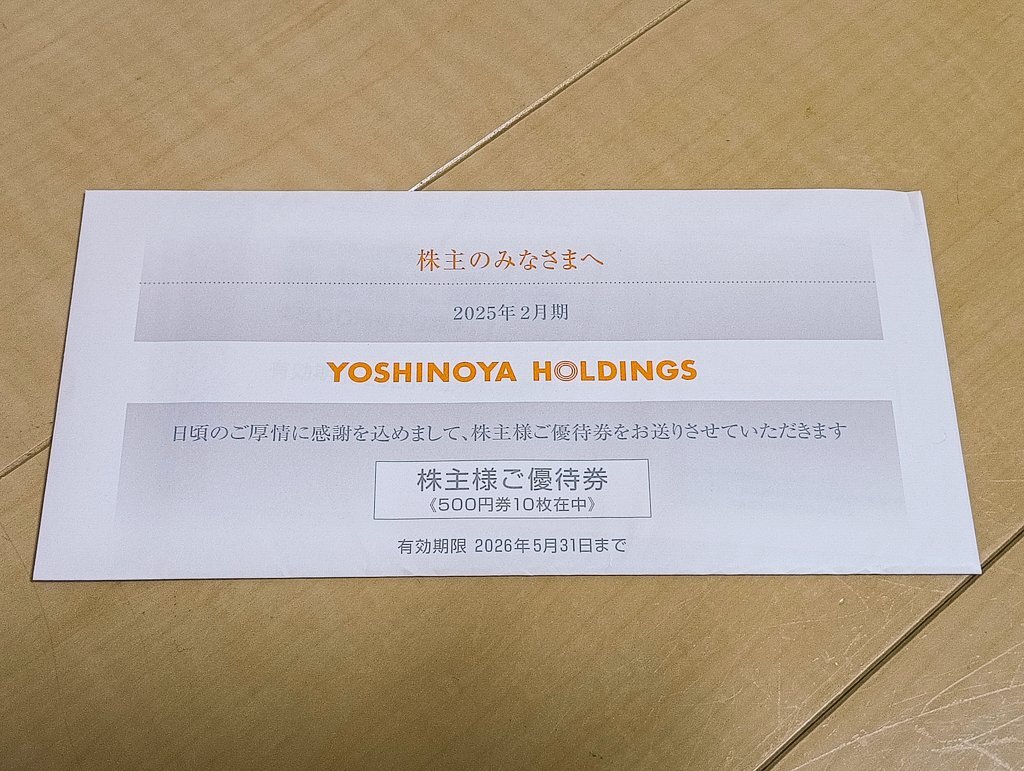 株主のみなさまへ
2025年2月期
YOSHINOYA HOLDINGS
日頃のご厚情に感謝を込めまして、株主様ご優待券をお送りさせていただきます
株主様ご優待券
《500円券10枚在中》
有効期限 2026年5月31日まで